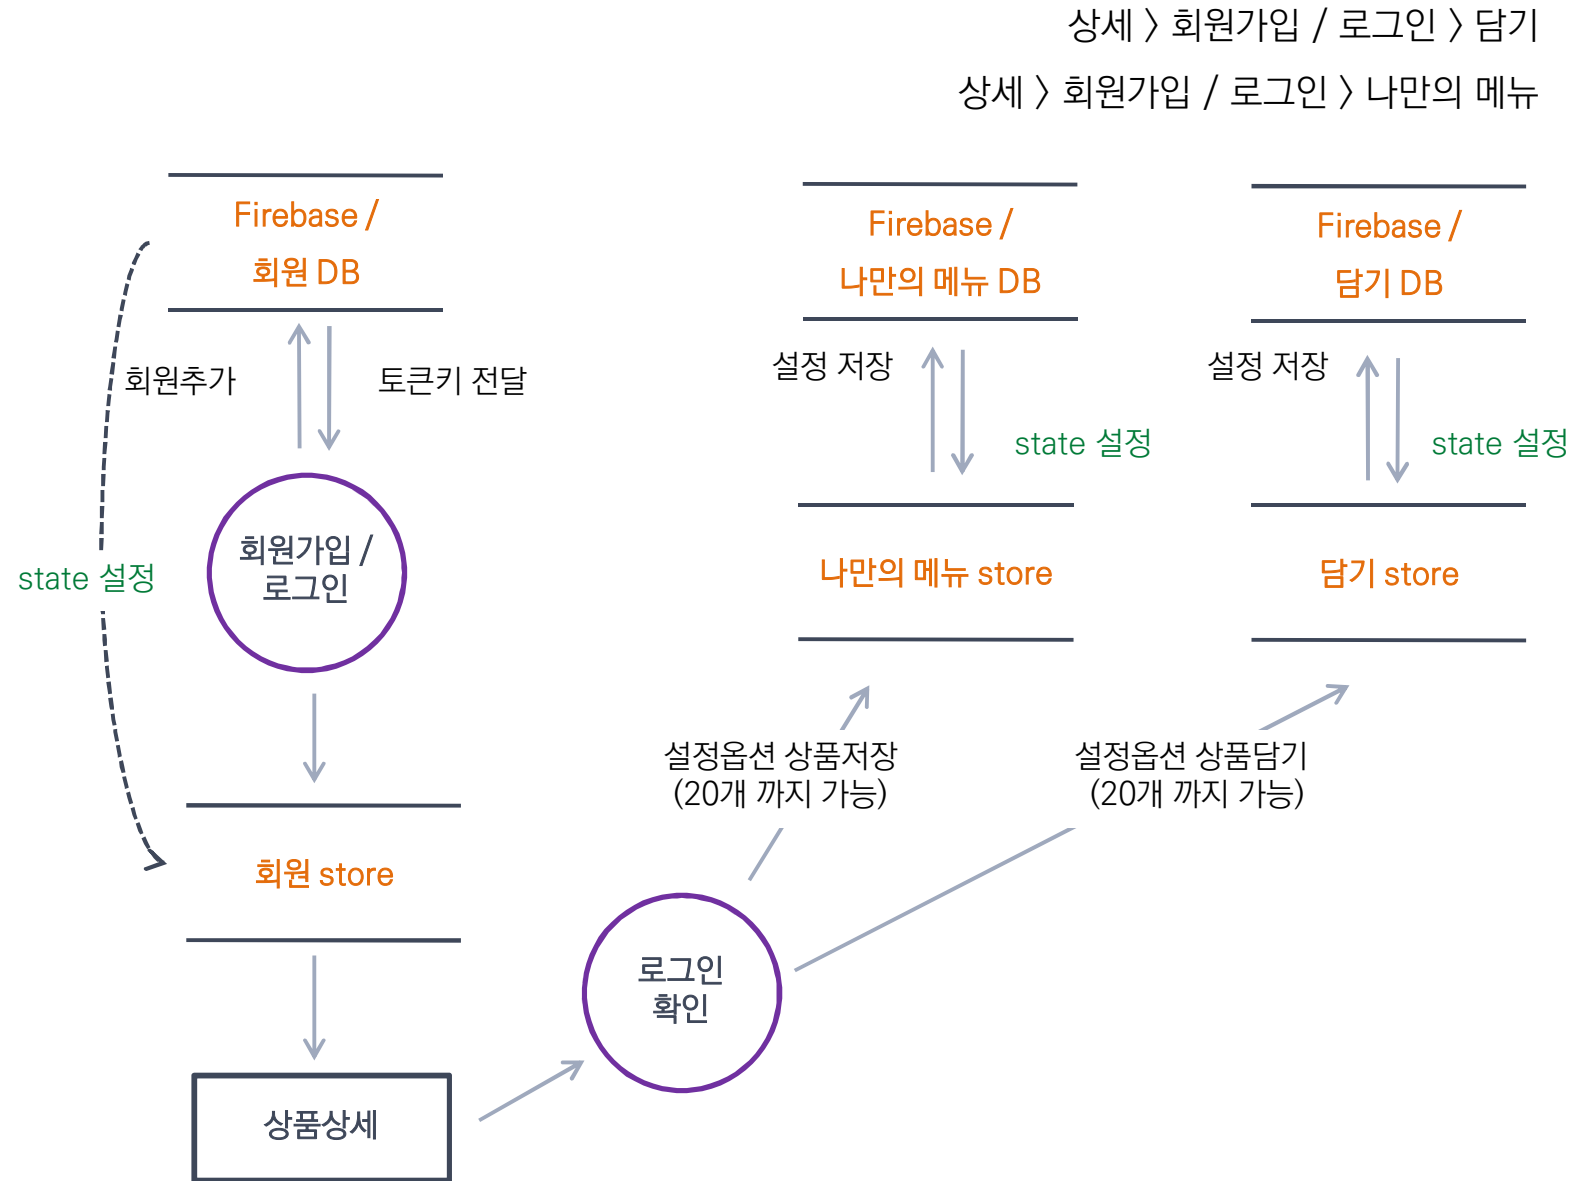 상세 > 회원가입 / 로그인 > 담기
상세 > 회원가입 / 로그인 > 나만의 메뉴
Firebase /
회원 DB
Firebase /
나만의 메뉴 DB
Firebase /
담기 DB
회원추가
토큰키 전달
설정 저장
state 설정
설정 저장
state 설정
회원가입 /
로그인
state 설정
나만의 메뉴 store
담기 store
설정옵션 상품저장
(20개 까지 가능)
설정옵션 상품담기
(20개 까지 가능)
회원 store
로그인
확인
상품상세